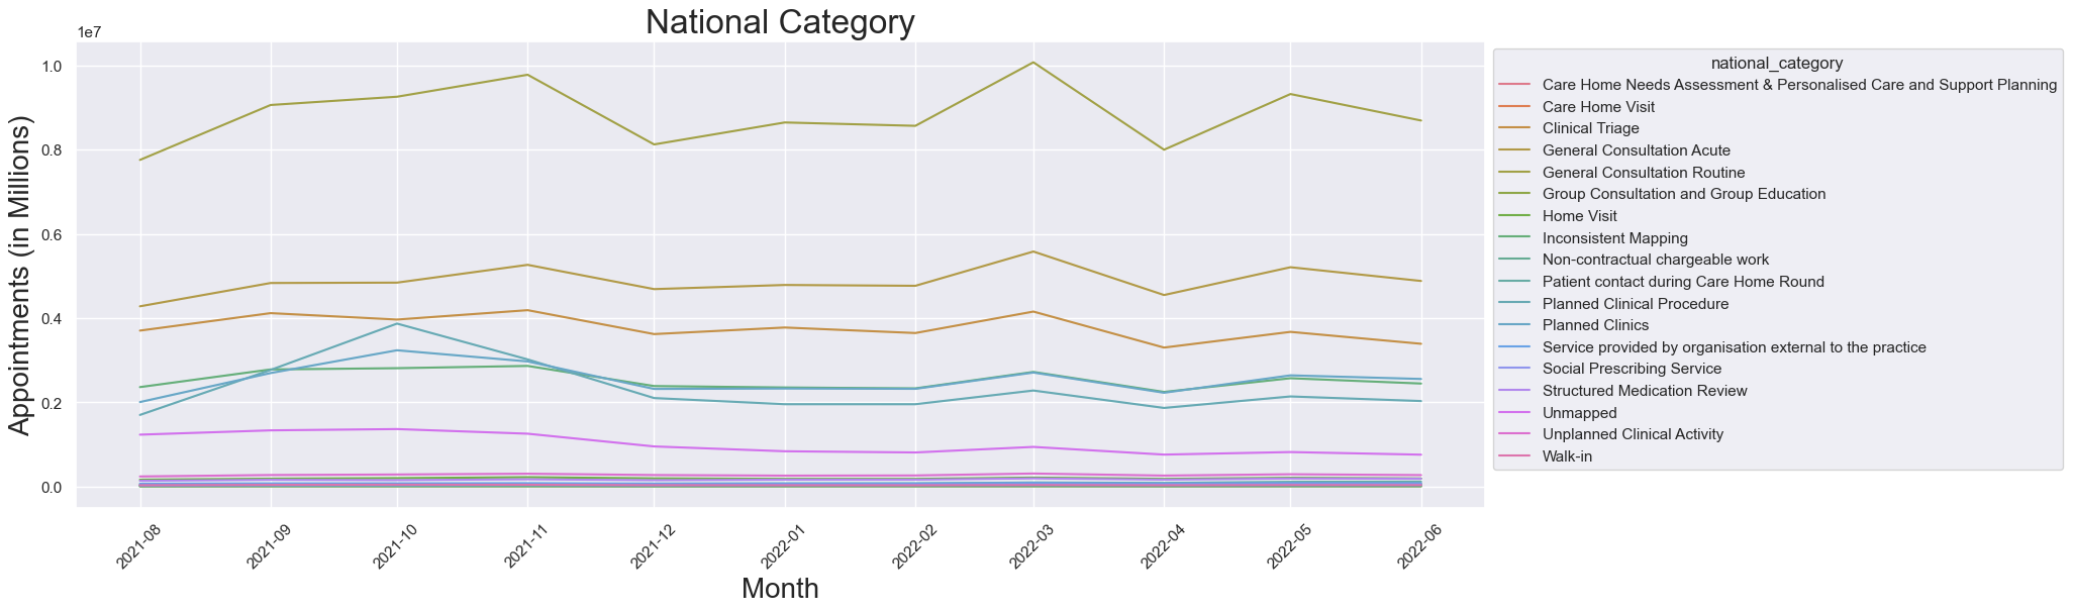 National Category
1e7
1.0
0.8
0.6
0.4
0.2
0.0
Appointments (in Millions)
2021-08
2021-09
2021-10
2021-11
2021-12
2022-01
2022-02
2022-03
2022-04
2022-05
2022-06
Month
national_category
Care Home Needs Assessment & Personalised Care and Support Planning
Care Home Visit
Clinical Triage
General Consultation Acute
General Consultation Routine
Group Consultation and Group Education
Home Visit
Inconsistent Mapping
Non-contractual chargeable work
Patient contact during Care Home Round
Planned Clinical Procedure
Planned Clinics
Service provided by organisation external to the practice
Social Prescribing Service
Structured Medication Review
Unmapped
Unplanned Clinical Activity
Walk-in